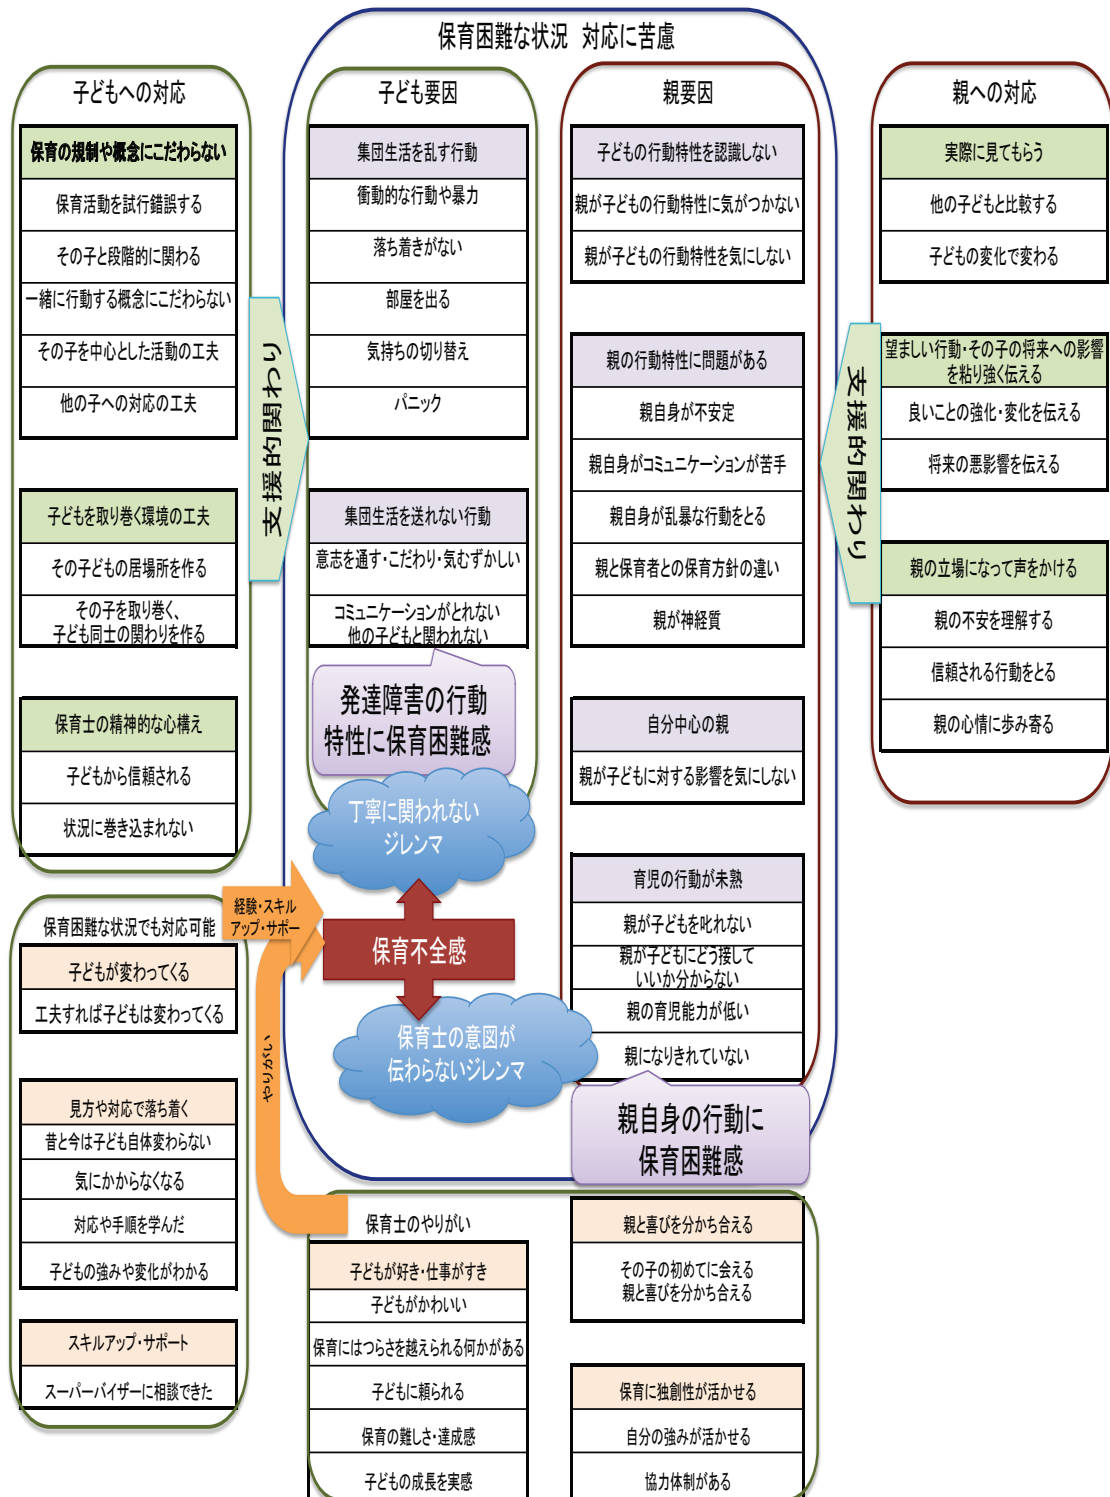 保育困難な状況 対応に苦慮
子どもへの対応
保育の規制や概念にこだわらない
保育活動を試行錯誤する
その子と段階的に関わる
一緒に行動する概念にこだわらない
その子を中心とした活動の工夫
他の子への対応の工夫
子どもを取り巻く環境の工夫
その子どもの居場所を作る
その子を取り巻く、
子ども同士の関わりを作る
保育士の精神的な心構え
子どもから信頼される
状況に巻き込まれない
支援的関わり
子ども要因
集団生活を乱す行動
衝動的な行動や暴力
落ち着きがない
部屋を出る
気持ちの切り替え
パニック
集団生活を送れない行動
意志を通す・こだわり・気むずかしい
コミュニケーションがとれない
他の子どもと関われない
発達障害の行動
特性に保育困難感
丁寧に関われない
ジレンマ
保育不全感
保育士の意図が
伝わらないジレンマ
親要因
子どもの行動特性を認識しない
親が子どもの行動特性に気がつかない
親が子どもの行動特性を気にしない
親の行動特性に問題がある
親自身が不安定
親自身がコミュニケーションが苦手
親自身が乱暴な行動をとる
親と保育者との保育方針の違い
親が神経質
自分中心の親
親が子どもに対する影響を気にしない
育児の行動が未熟
親が子どもを叱れない
親が子どもにどう接して
いいか分からない
親の育児能力が低い
親になりきれていない
親自身の行動に
保育困難感
支援的関わり
親への対応
実際に見てもらう
他の子どもと比較する
子どもの変化で変わる
望ましい行動・その子の将来への影響
を粘り強く伝える
良いことの強化・変化を伝える
将来の悪影響を伝える
親の立場になって声をかける
親の不安を理解する
信頼される行動をとる
親の心情に歩み寄る
経験・スキル
アップ・サポー
やりがい
保育困難な状況でも対応可能
子どもが変わってくる
工夫すれば子どもは変わってくる
見方や対応で落ち着く
昔と今は子ども自体変わらない
気にかからなくなる
対応や手順を学んだ
子どもの強みや変化がわかる
スキルアップ・サポート
スーパーバイザーに相談できた
保育士のやりがい
子どもが好き・仕事がすき
子どもがかわいい
保育にはつらさを越えられる何かがある
子どもに頼られる
保育の難しさ・達成感
子どもの成長を実感
親と喜びを分かち合える
その子の初めてに会える
親と喜びを分かち合える
保育に独創性が活かせる
自分の強みが活かせる
協力体制がある